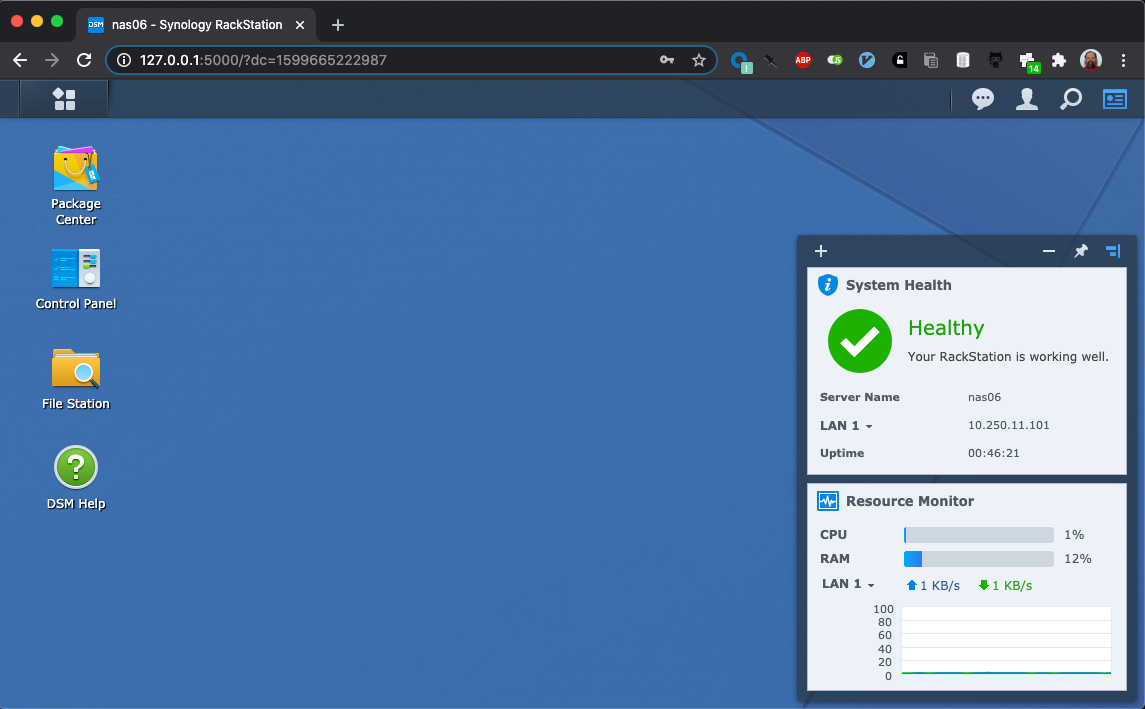 DSM
nas06 - Synology RackStation
127.0.0.1:5000/?dc=1599665222987
ABP
JS
14
Package
Center
Control Panel
File Station
DSM Help
System Health
Healthy
Your RackStation is working well.
Server Name nas06
LAN 1 10.250.11.101
Uptime 00:46:21
Resource Monitor
CPU 1%
RAM 12%
LAN 1 1 KB/s 1 KB/s
100
80
60
40
20
0